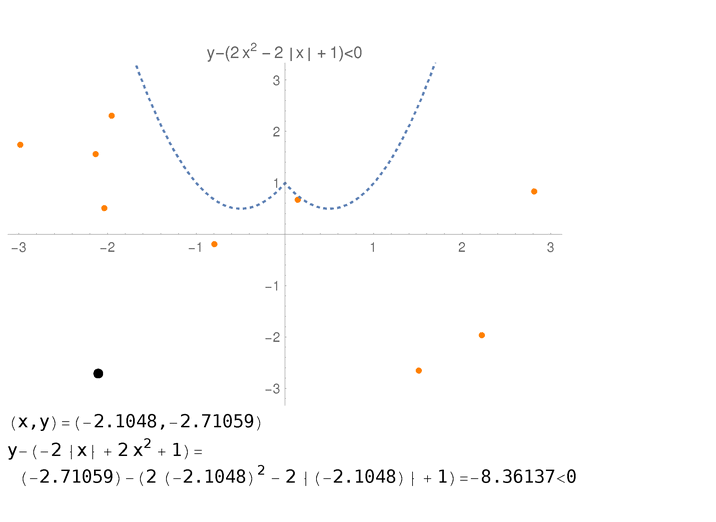 y−(2 x² − 2 |x| + 1)<0
3
2
1
−3 −2 −1 1 2 3
−1
−2
−3
(x,y)=(−2.1048,−2.71059)
y−(−2 |x| + 2 x² + 1)=
(−2.71059)−(2 (−2.1048)² − 2 |(−2.1048)| + 1)=−8.36137<0